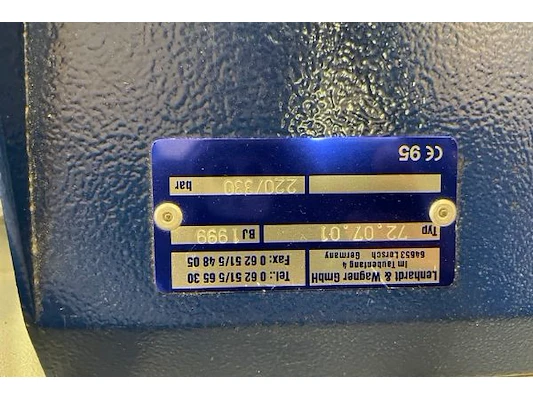 Lenhardt & Wagner GmbH
Im Taubenfang 4
64653 Lorsch Germany
Tel.: 0 62 51/5 65 30
Fax: 0 62 51/5 48 05
Typ 72.07.01 BJ 1999
220/330 bar
CE 95